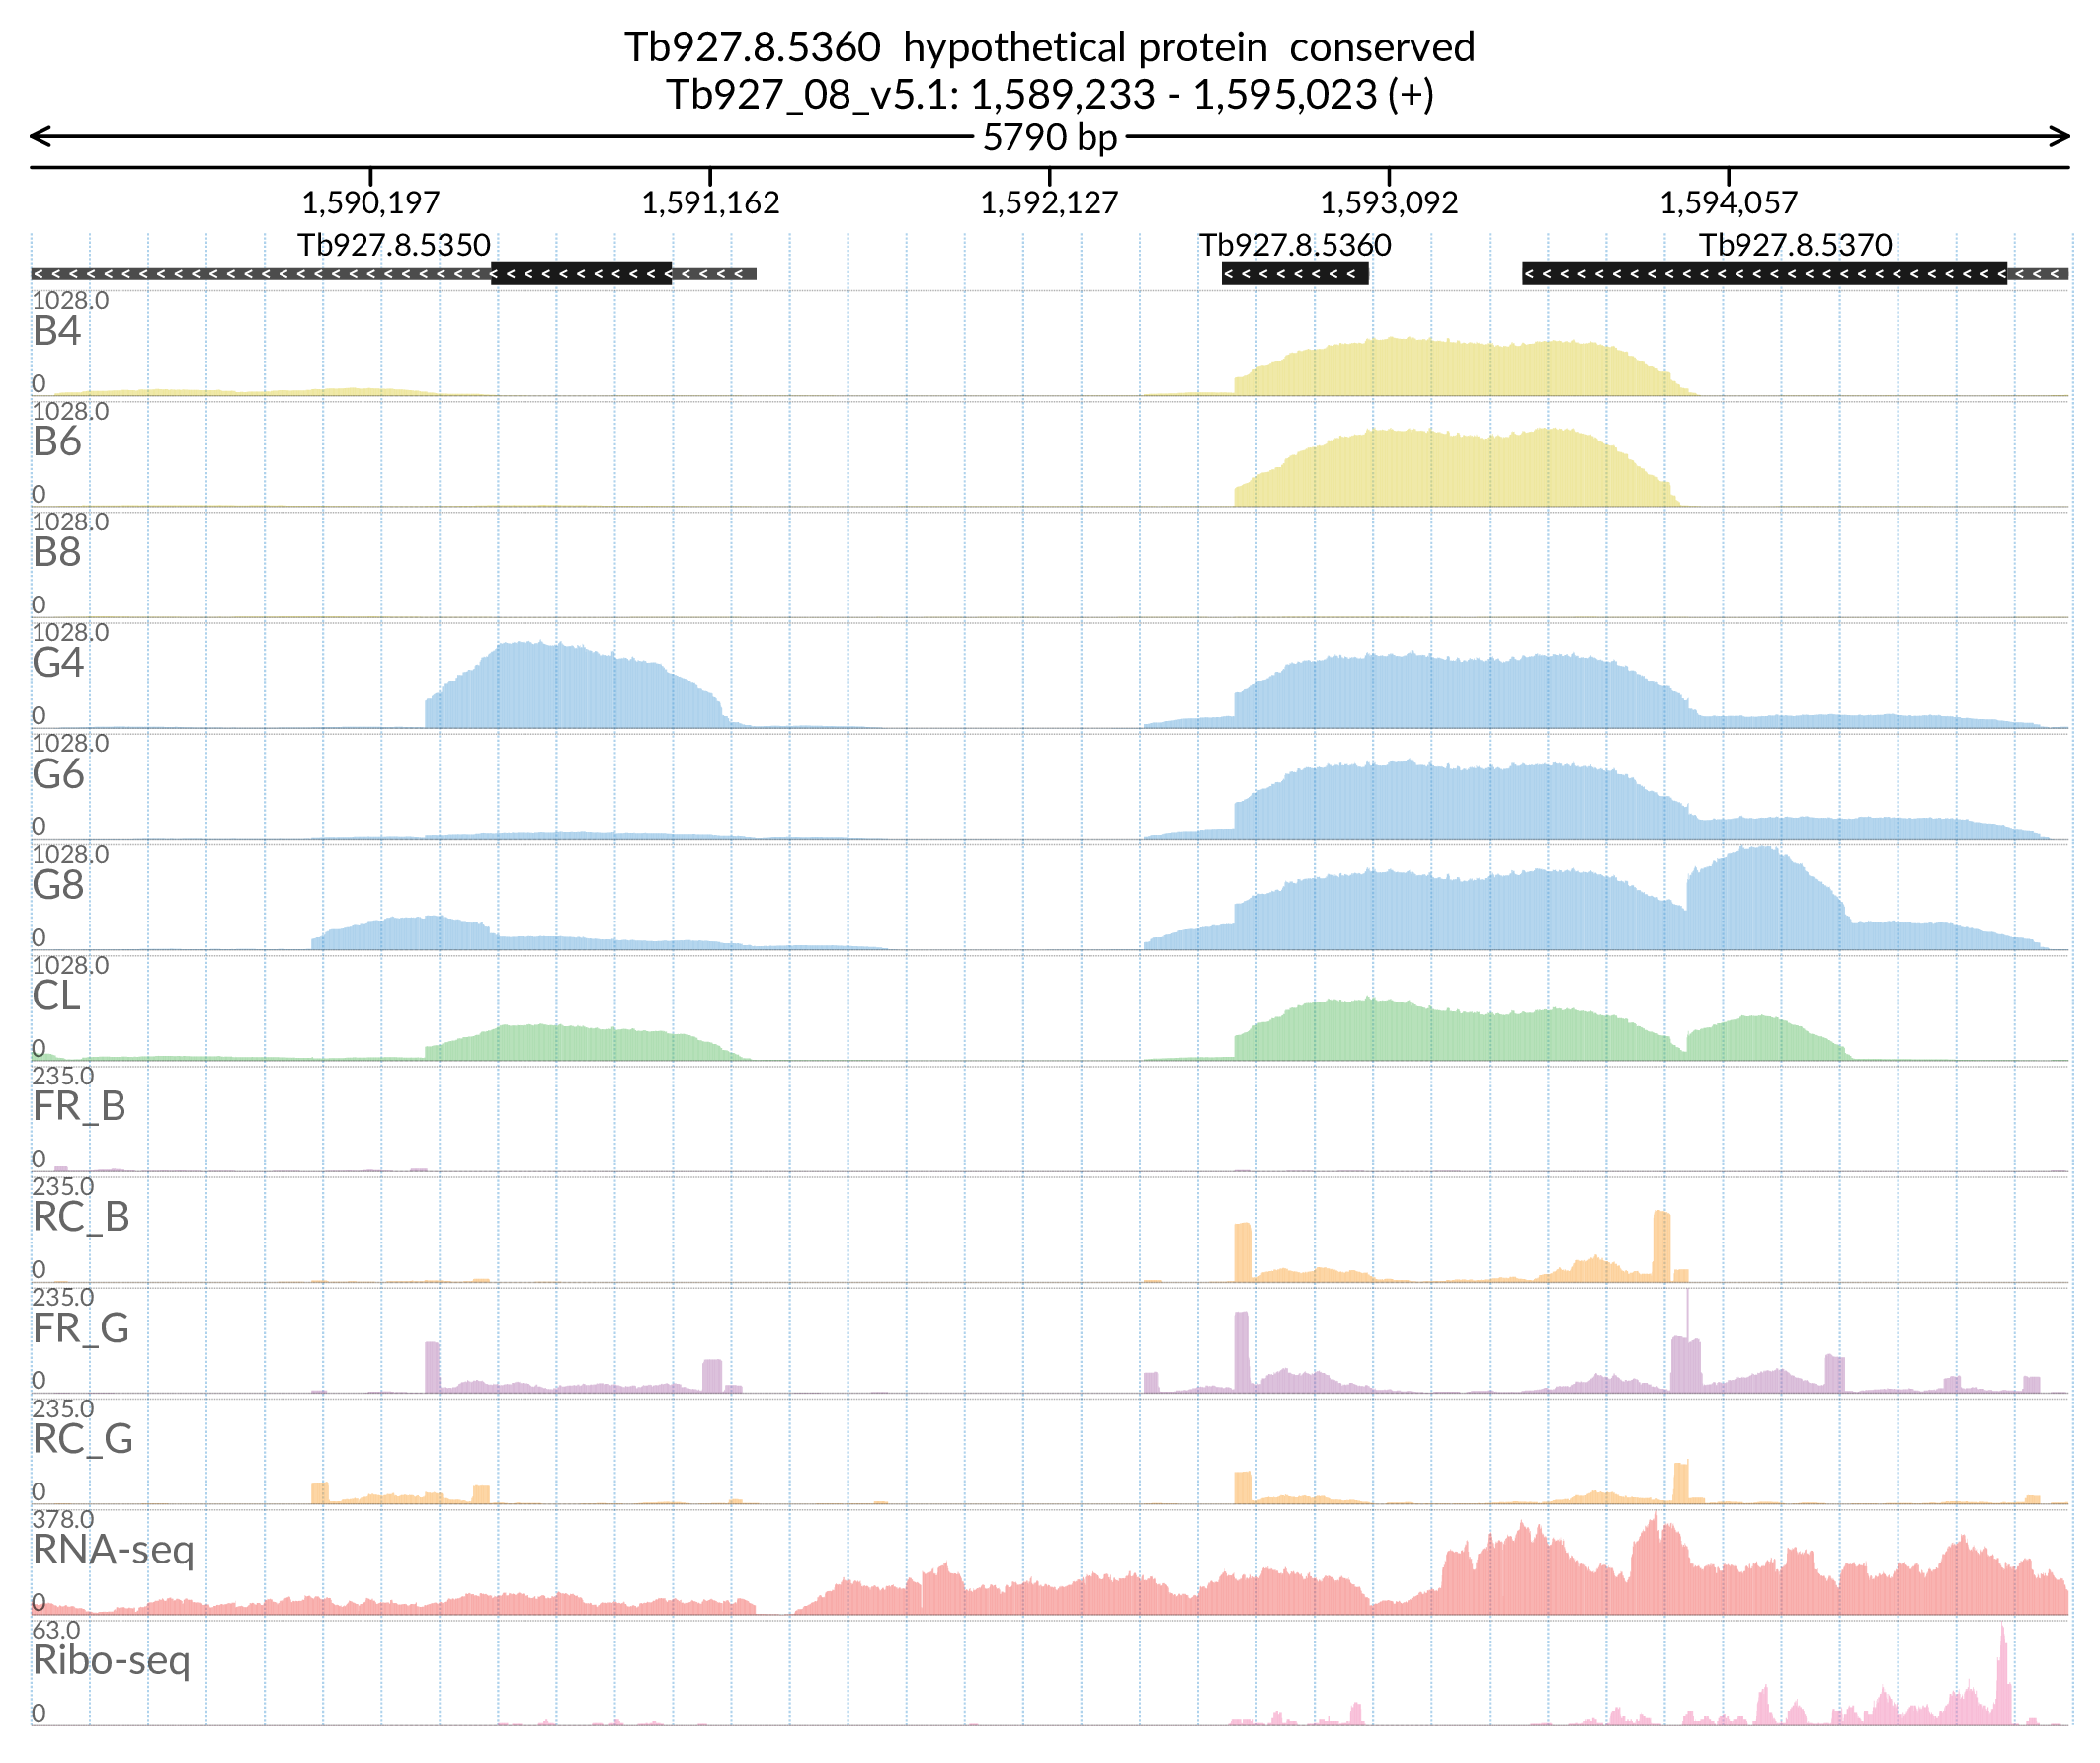 Tb927.8.5360 hypothetical protein conserved
Tb927_08_v5.1: 1,589,233 - 1,595,023 (+)
5790 bp
1,590,197 1,591,162 1,592,127 1,593,092 1,594,057
Tb927.8.5350 Tb927.8.5360 Tb927.8.5370
1028.0
B4
0
1028.0
B6
0
1028.0
B8
0
1028.0
G4
0
1028.0
G6
0
1028.0
G8
0
1028.0
CL
0
235.0
FR_B
0
235.0
RC_B
0
235.0
FR_G
0
235.0
RC_G
0
378.0
RNA-seq
0
63.0
Ribo-seq
0